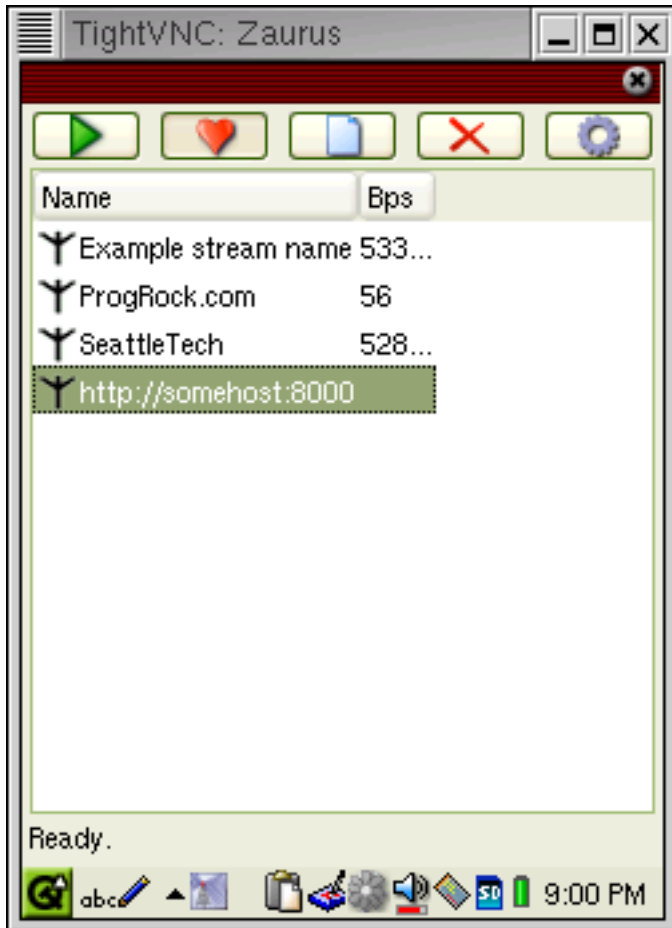 TightVNC: Zaurus
Name Bps
Example stream name 533...
ProgRock.com 56
SeattleTech 528...
http://somehost:8000
Ready.
abc SD 9:00 PM